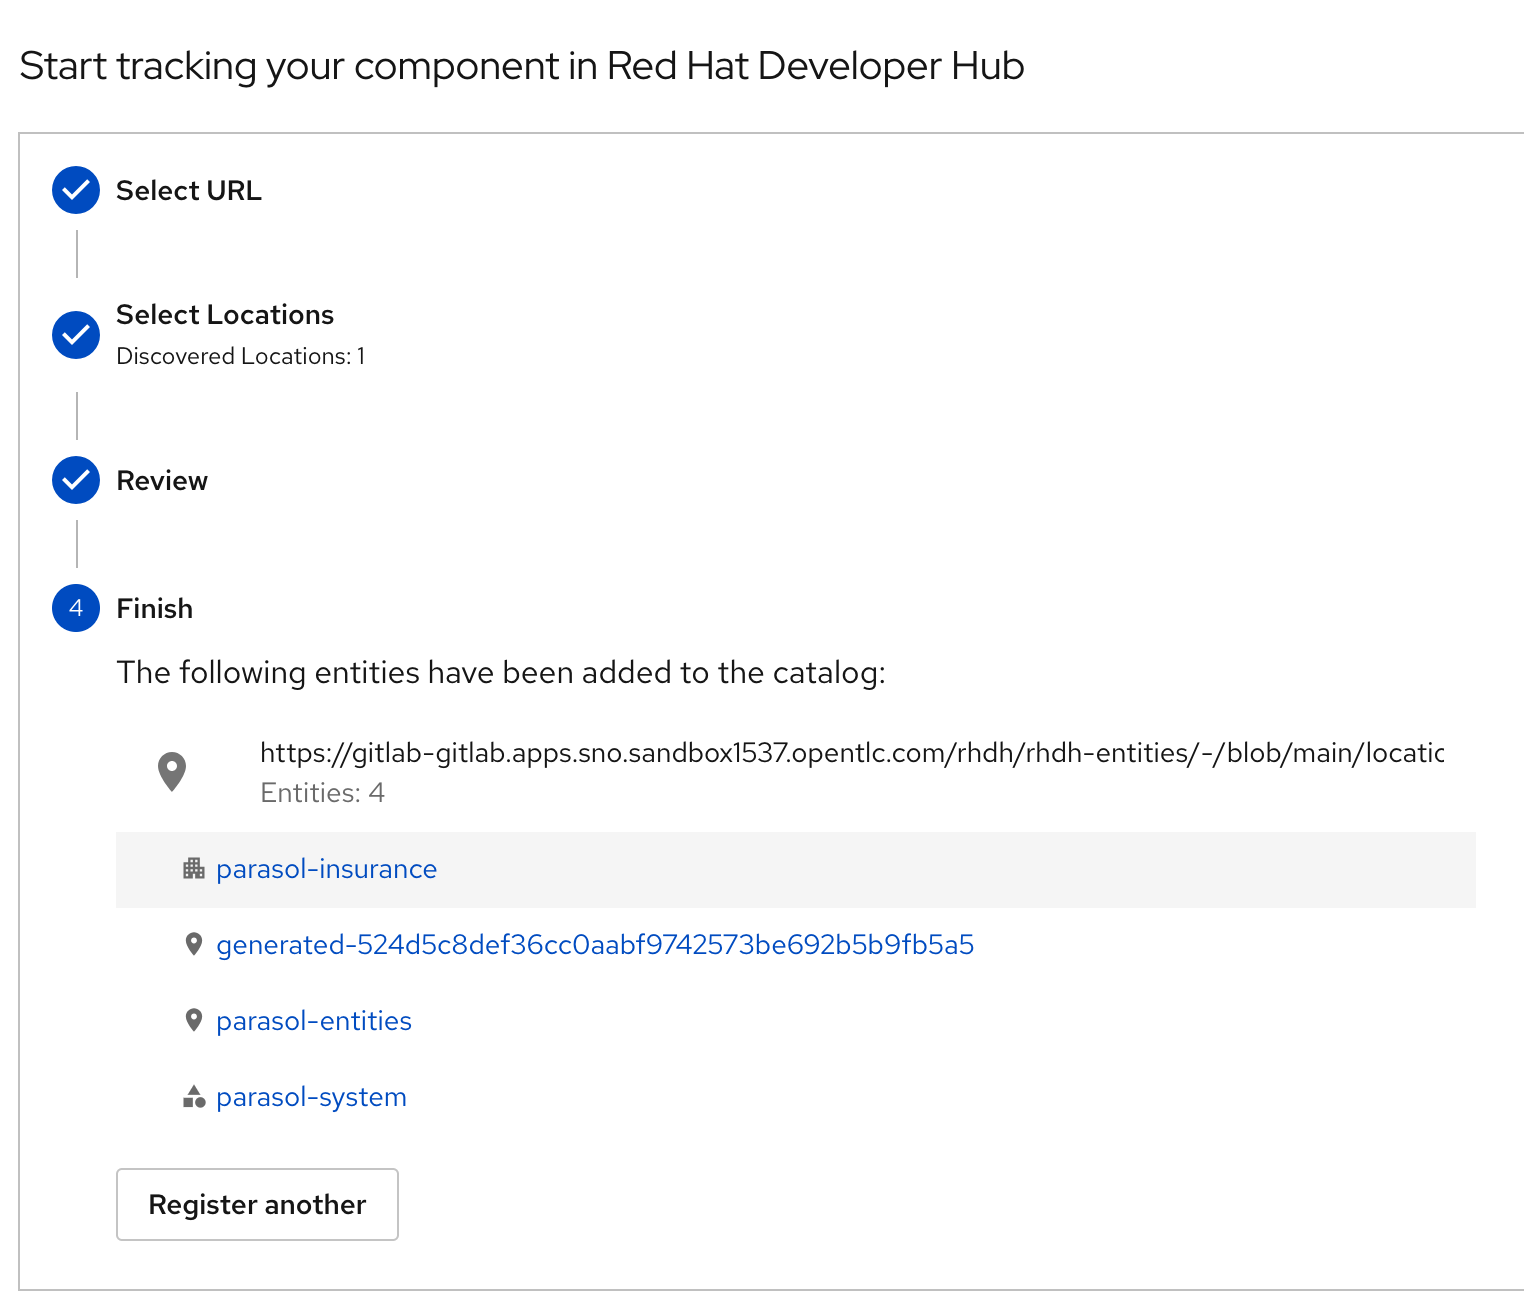 Start tracking your component in Red Hat Developer Hub
Select URL
Select Locations
Discovered Locations: 1
Review
4
Finish
The following entities have been added to the catalog:
https://gitlab-gitlab.apps.sno.sandbox1537.opentlc.com/rhdh/rhdh-entities/-/blob/main/locatic
Entities: 4
parasol-insurance
generated-524d5c8def36cc0aabf9742573be692b5b9fb5a5
parasol-entities
parasol-system
Register another